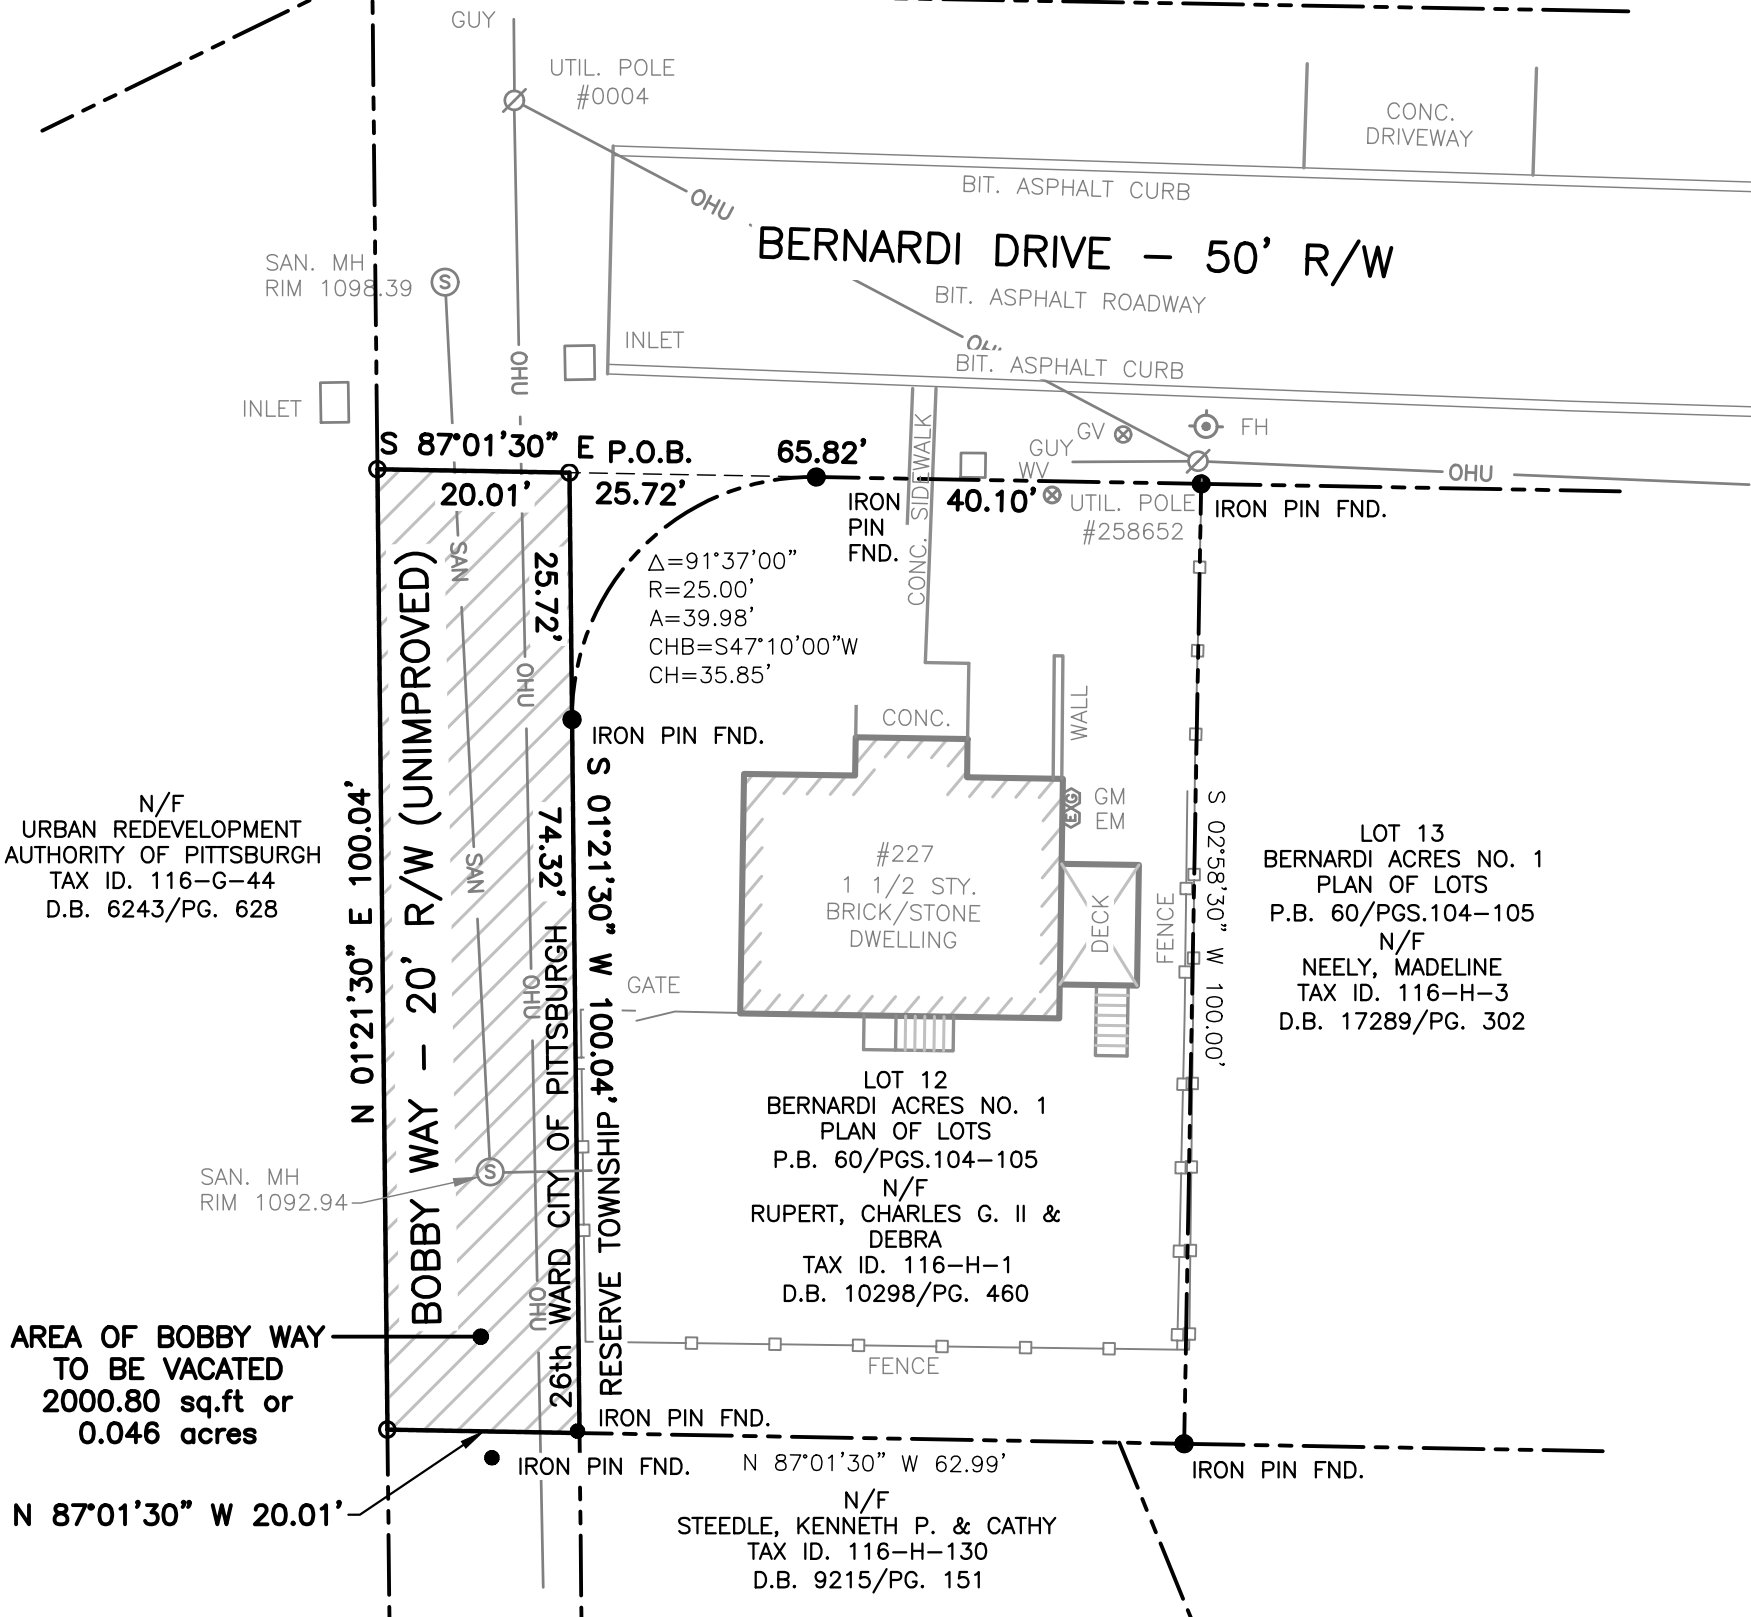 GUY
UTIL. POLE
#0004
CONC.
DRIVEWAY
BIT. ASPHALT CURB
OHU
BERNARDI DRIVE – 50' R/W
SAN. MH
RIM 1098.39
S
BIT. ASPHALT ROADWAY
INLET
BIT. ASPHALT CURB
OHU
INLET
S 87°01'30" E
20.01'
P.O.B.
25.72'
65.82'
IRON
PIN
FND.
CONC. SIDEWALK
40.10'
GV
GUY
WV
FH
UTIL. POLE
#258652
OHU
IRON PIN FND.
SAN
25.72'
OHU
Δ=91°37'00"
R=25.00'
A=39.98'
CHB=S47°10'00"W
CH=35.85'
IRON PIN FND.
CONC.
WALL
BOBBY WAY – 20' R/W (UNIMPROVED)
N 01°21'30" E 100.04'
S 01°21'30" W 100.04'
74.32'
SAN
OHU
26th WARD CITY OF PITTSBURGH
RESERVE TOWNSHIP
N/F
URBAN REDEVELOPMENT
AUTHORITY OF PITTSBURGH
TAX ID. 116–G–44
D.B. 6243/PG. 628
#227
1 1/2 STY.
BRICK/STONE
DWELLING
G
X
E
GM
EM
DECK
FENCE
GATE
S 02°58'30" W 100.00'
LOT 13
BERNARDI ACRES NO. 1
PLAN OF LOTS
P.B. 60/PGS.104–105
N/F
NEELY, MADELINE
TAX ID. 116–H–3
D.B. 17289/PG. 302
LOT 12
BERNARDI ACRES NO. 1
PLAN OF LOTS
P.B. 60/PGS.104–105
N/F
RUPERT, CHARLES G. II &
DEBRA
TAX ID. 116–H–1
D.B. 10298/PG. 460
SAN. MH
RIM 1092.94
S
OHU
AREA OF BOBBY WAY
TO BE VACATED
2000.80 sq.ft or
0.046 acres
FENCE
IRON PIN FND.
IRON PIN FND.
N 87°01'30" W 62.99'
IRON PIN FND.
N 87°01'30" W 20.01'
N/F
STEEDLE, KENNETH P. & CATHY
TAX ID. 116–H–130
D.B. 9215/PG. 151